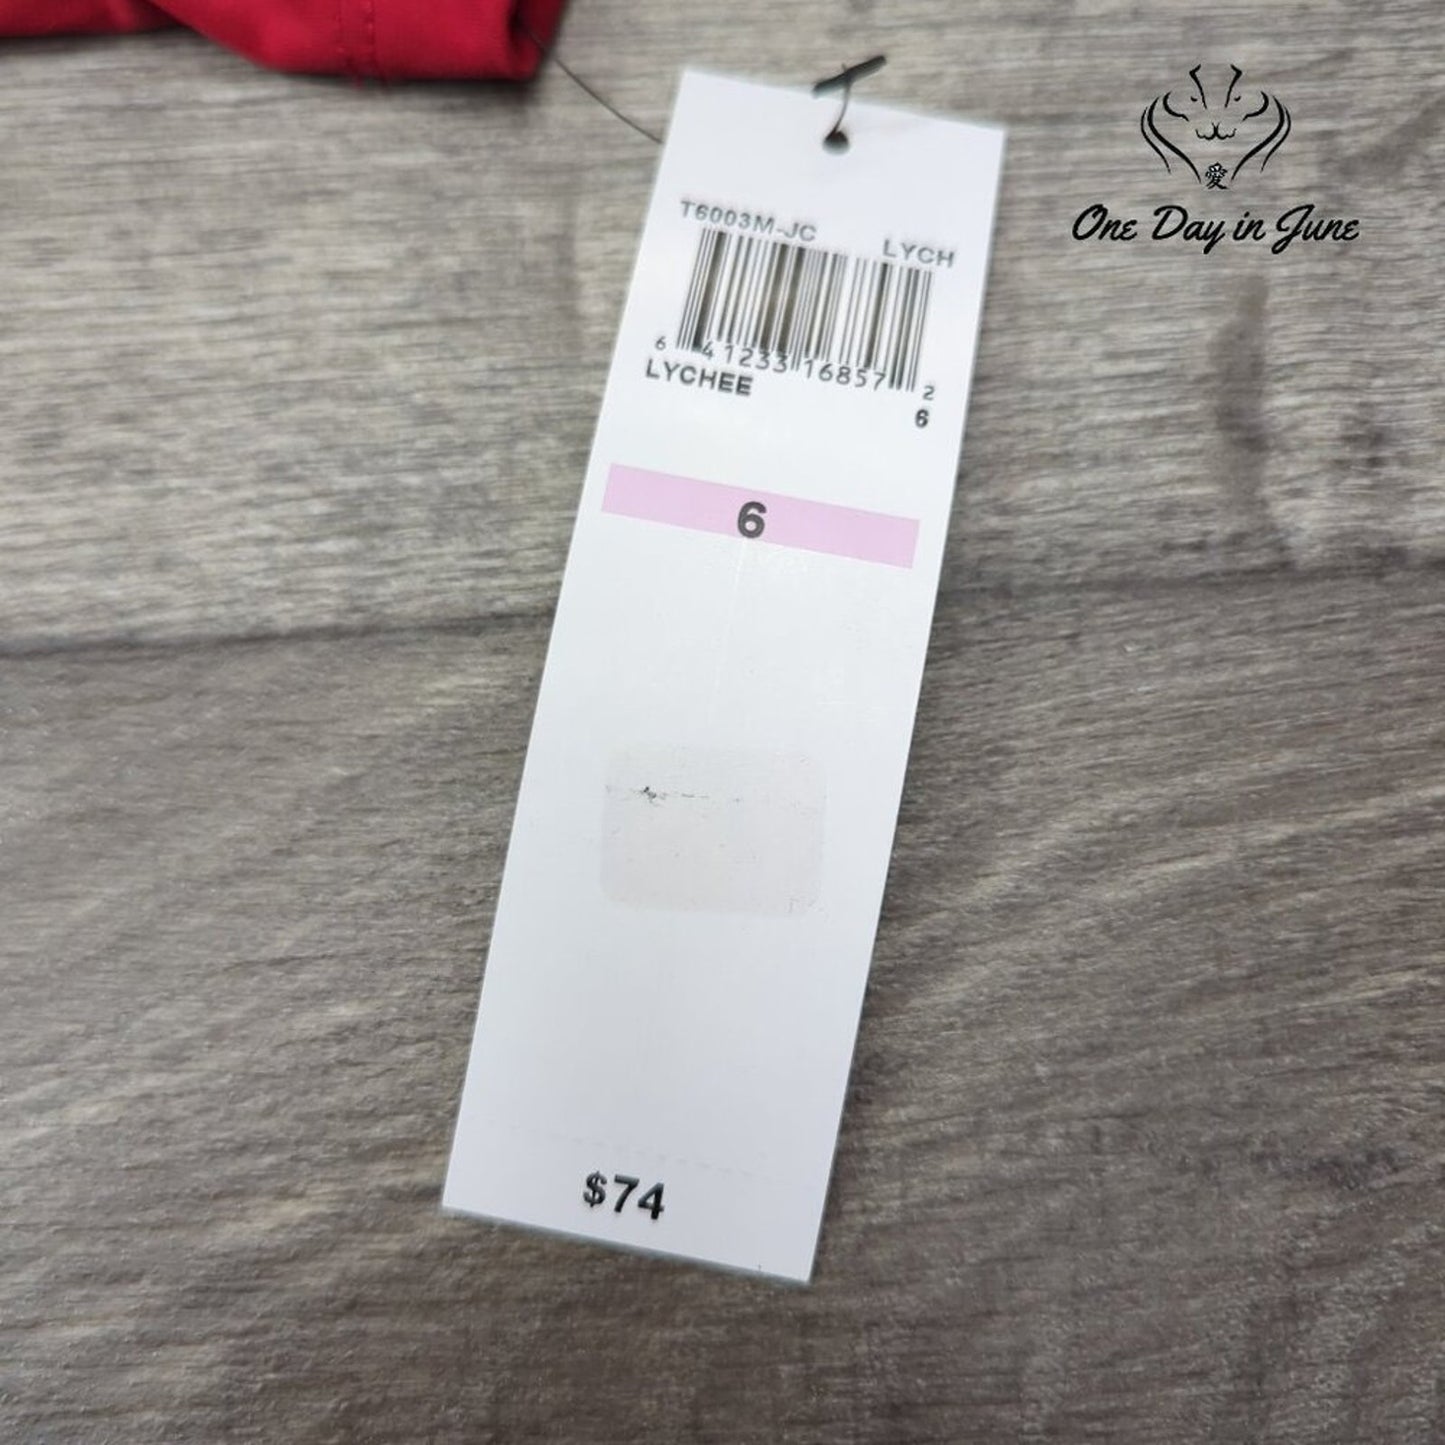 愛
One Day in June
T6003M-JC LYCH
6 41233 16857 2
LYCHEE 6
6
$74